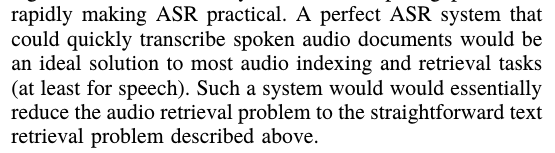 rapidly making ASR practical. A perfect ASR system that
could quickly transcribe spoken audio documents would be
an ideal solution to most audio indexing and retrieval tasks
(at least for speech). Such a system would would essentially
reduce the audio retrieval problem to the straightforward text
retrieval problem described above.